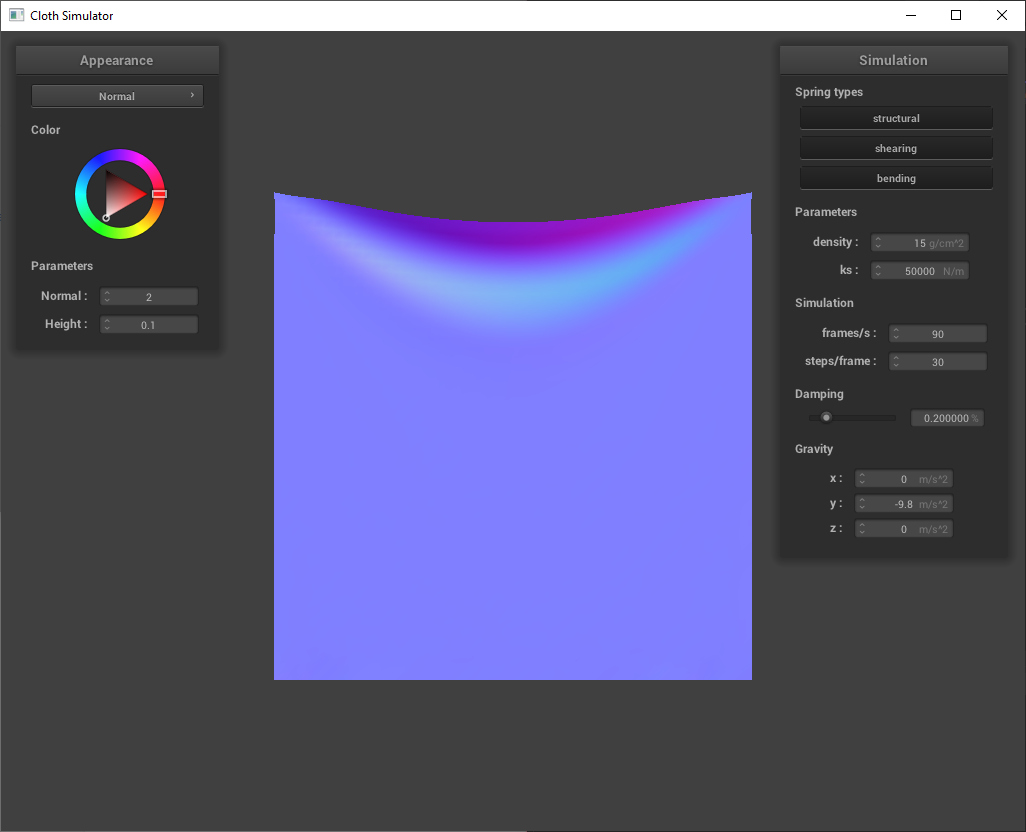 Cloth Simulator
Appearance
Normal
Color
Parameters
Normal : 2
Height : 0.1
Simulation
Spring types
structural
shearing
bending
Parameters
density : 15 g/cm^2
ks : 50000 N/m
Simulation
frames/s : 90
steps/frame : 30
Damping
0.200000 %
Gravity
x : 0 m/s^2
y : -9.8 m/s^2
z : 0 m/s^2